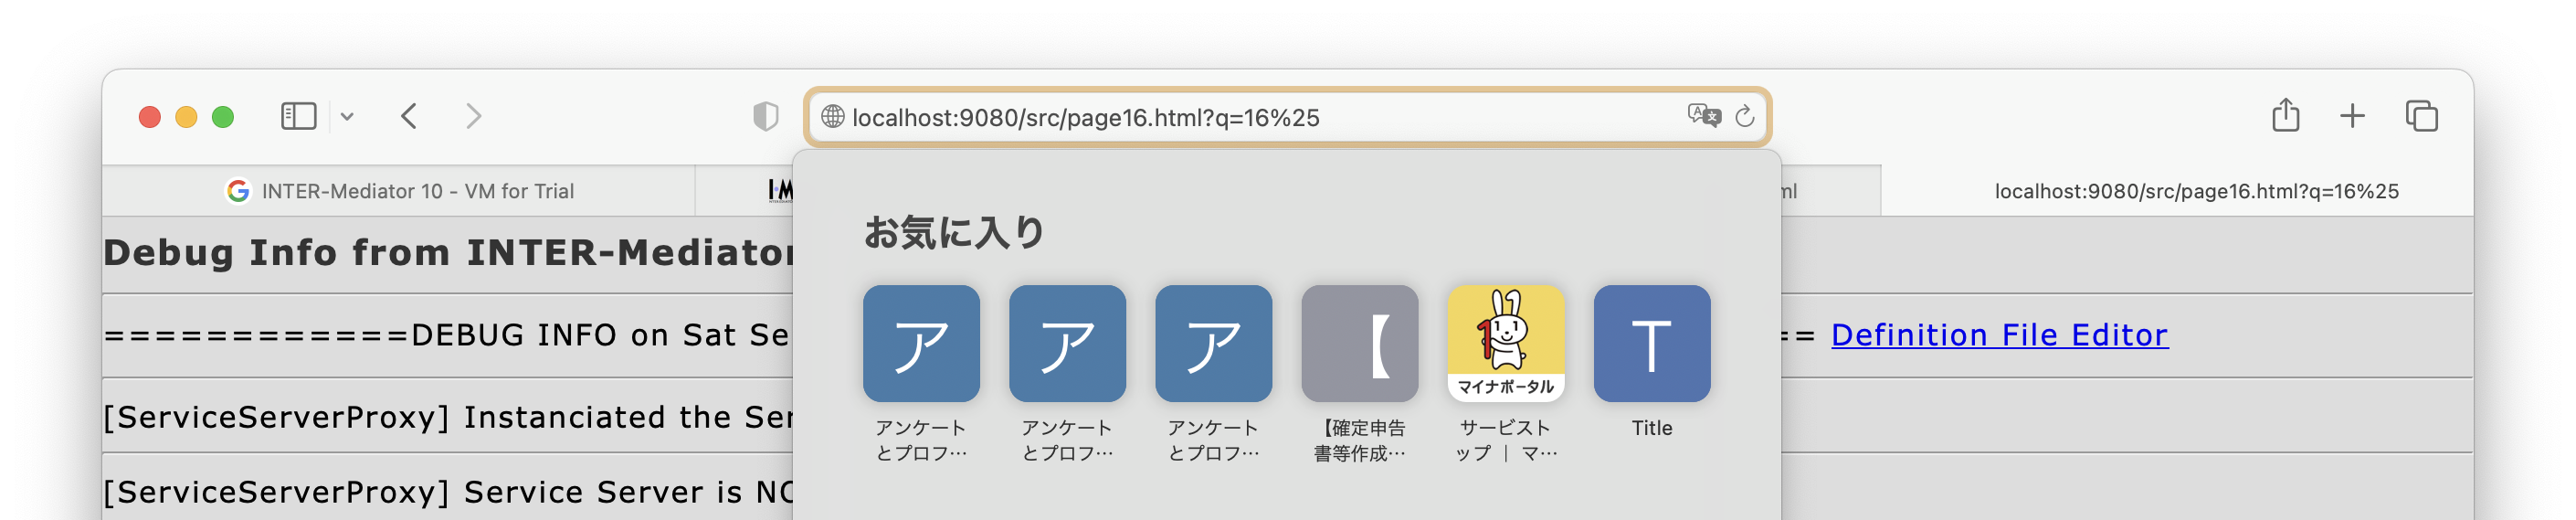 localhost:9080/src/page16.html?q=16%25
INTER-Mediator 10 - VM for Trial
localhost:9080/src/page16.html?q=16%25
Debug Info from INTER-Mediator
============DEBUG INFO on Sat Se
== Definition File Editor
[ServiceServerProxy] Instanciated the Ser
[ServiceServerProxy] Service Server is NO
お気に入り
ア
ア
ア
【
マイナポータル
T
アンケート
とプロフ…
アンケート
とプロフ…
アンケート
とプロフ…
【確定申告
書等作成…
サービスト
ップ | マ…
Title